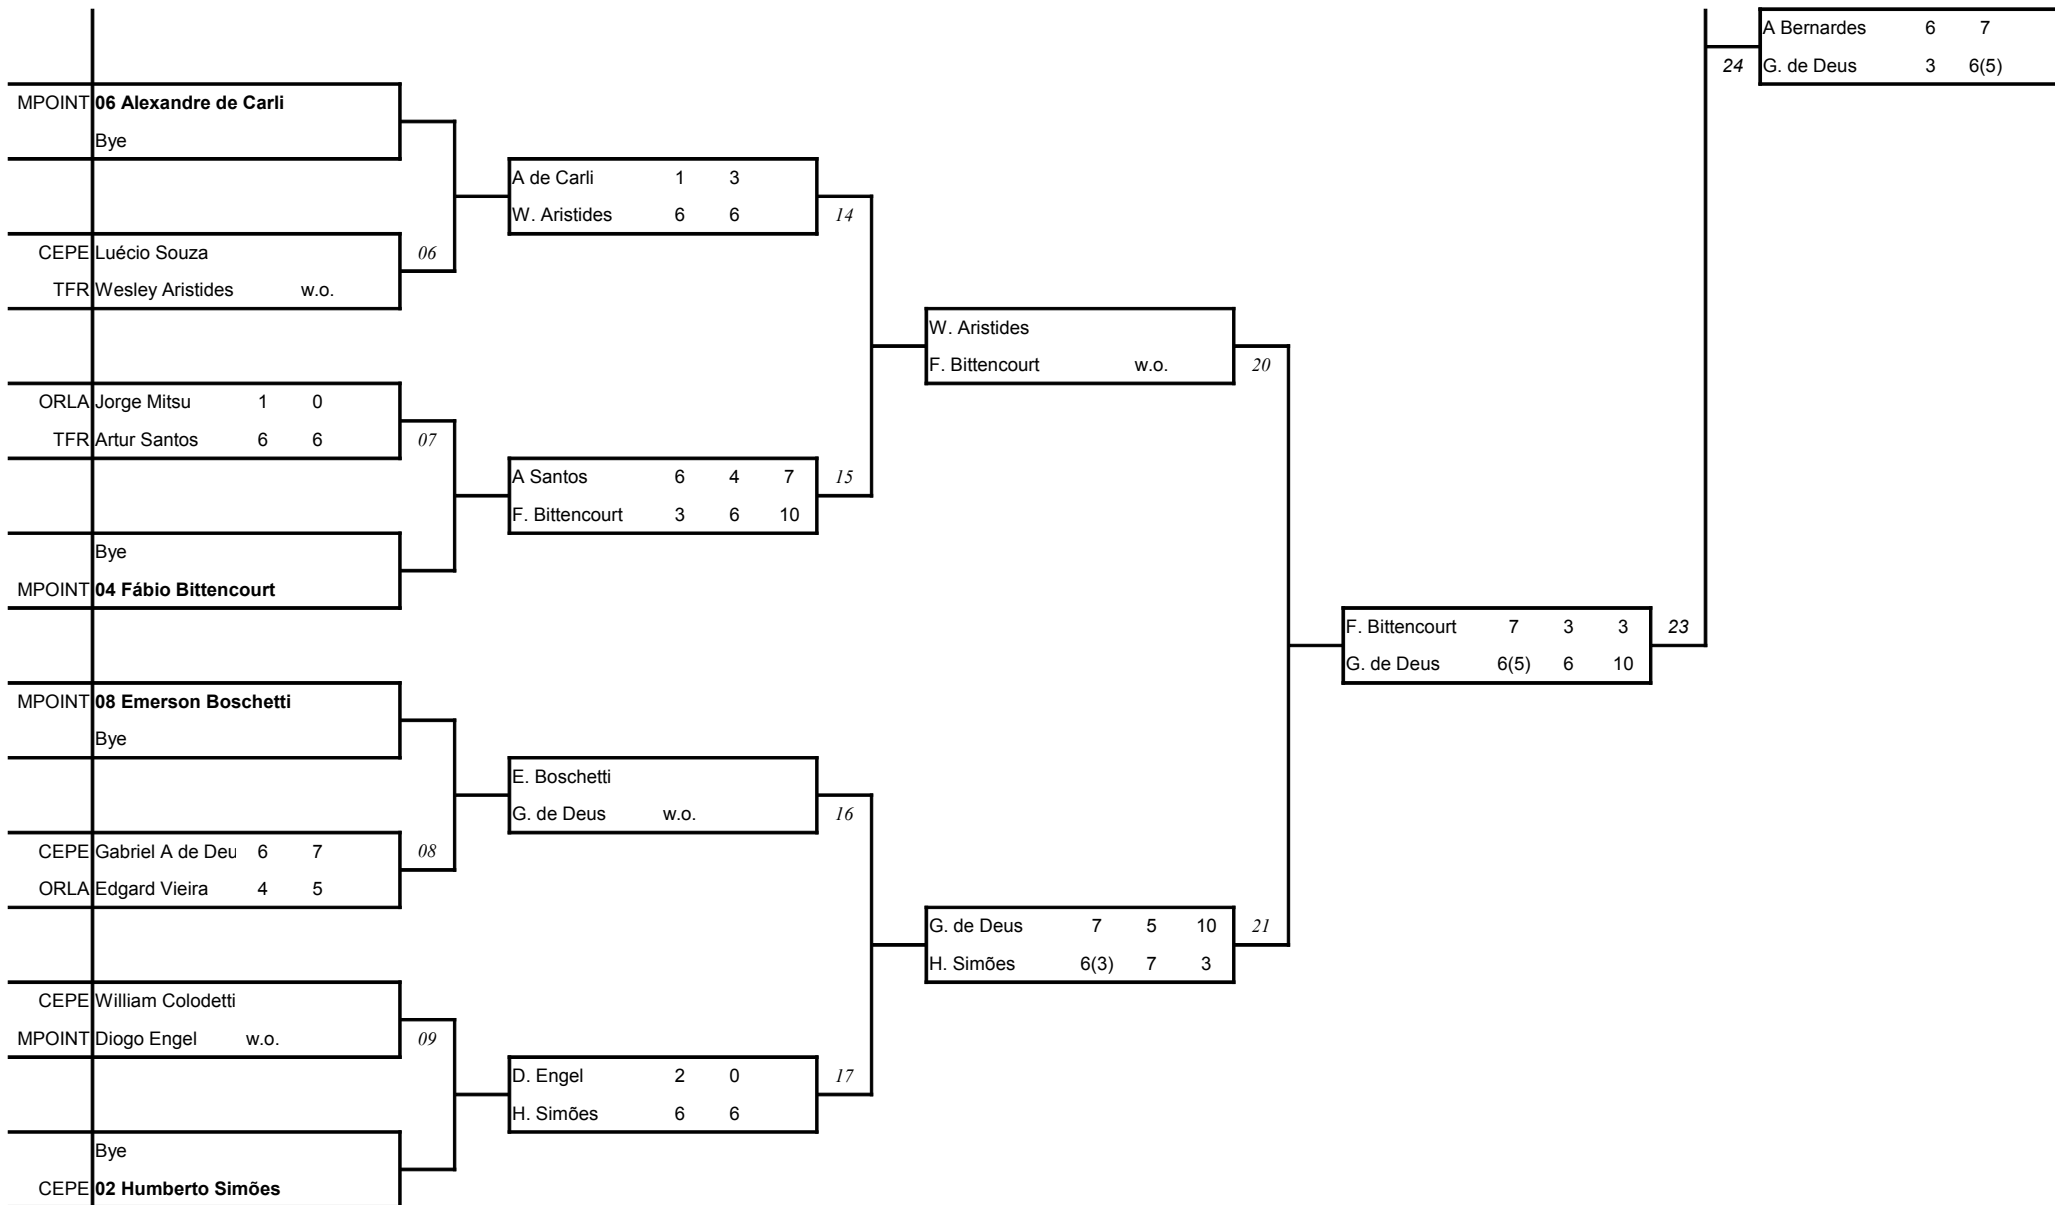 A Bernardes 6 7
24 G. de Deus 3 6(5)
MPOINT 06 Alexandre de Carli
Bye
A de Carli 1 3
W. Aristides 6 6 14
CEPE Luécio Souza 06
TFR Wesley Aristides w.o.
W. Aristides
F. Bittencourt w.o. 20
ORLA Jorge Mitsu 1 0
TFR Artur Santos 6 6 07
A Santos 6 4 7 15
F. Bittencourt 3 6 10
Bye
MPOINT 04 Fábio Bittencourt
F. Bittencourt 7 3 3 23
G. de Deus 6(5) 6 10
MPOINT 08 Emerson Boschetti
Bye
E. Boschetti
G. de Deus w.o. 16
CEPE Gabriel A de Deu 6 7 08
ORLA Edgard Vieira 4 5
G. de Deus 7 5 10 21
H. Simões 6(3) 7 3
CEPE William Colodetti
MPOINT Diogo Engel w.o. 09
D. Engel 2 0 17
H. Simões 6 6
Bye
CEPE 02 Humberto Simões